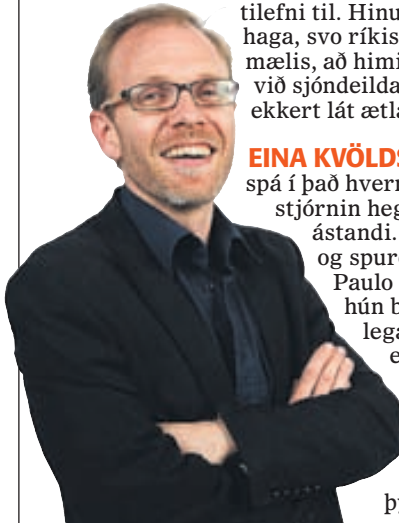 tilefni til. Hinu
haga, svo ríkis
mælis, að himi
við sjóndeilda
ekkert lát ætla
EINA KVÖLDS
spá í það hvern
stjórnin heg
ástandi.
og spur
Paulo
hún b
lega
e
þ